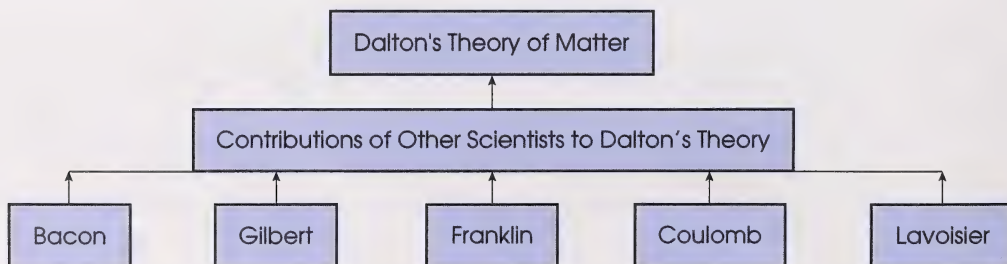 Dalton's Theory of Matter
Contributions of Other Scientists to Dalton's Theory
Bacon
Gilbert
Franklin
Coulomb
Lavoisier